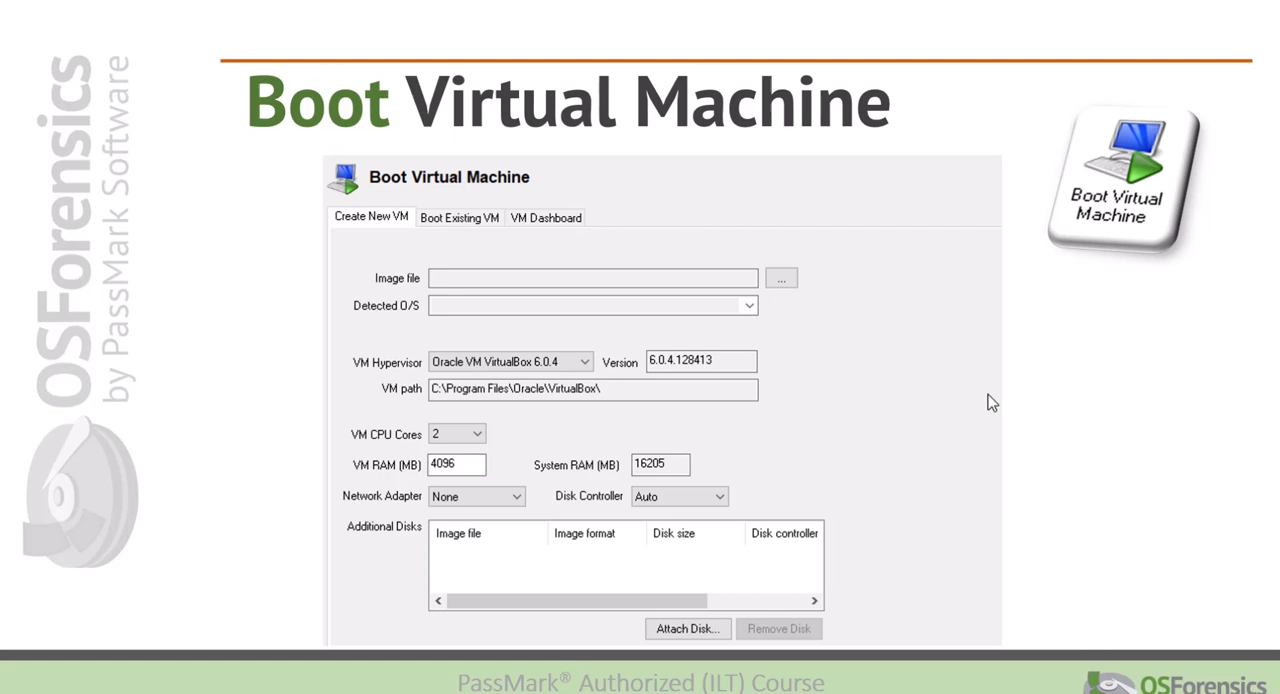 OSForensics
by PassMark Software
Boot Virtual Machine
Boot Virtual
Machine
Boot Virtual Machine
Create New VM Boot Existing VM VM Dashboard
Image file ...
Detected O/S
VM Hypervisor Oracle VM VirtualBox 6.0.4 Version 6.0.4.128413
VM path C:\Program Files\Oracle\VirtualBox\
VM CPU Cores 2
VM RAM (MB) 4096 System RAM (MB) 16205
Network Adapter None Disk Controller Auto
Additional Disks Image file Image format Disk size Disk controller
Attach Disk... Remove Disk
PassMark® Authorized (ILT) Course
OSForensics